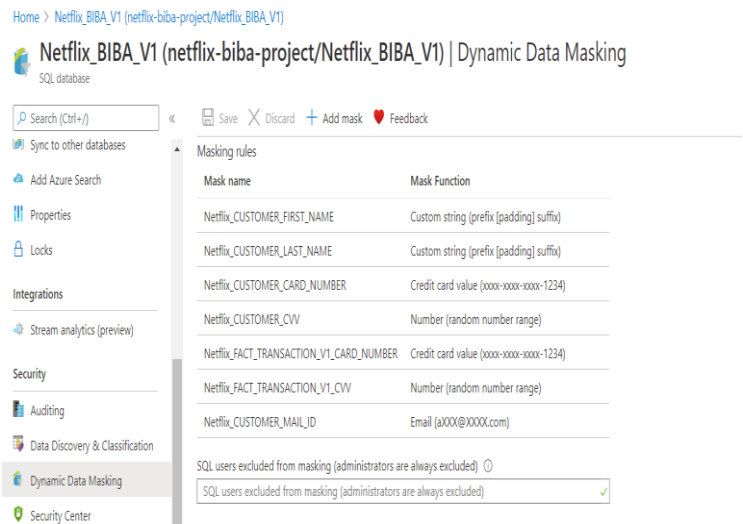 Home > Netflix_BIBA_V1 (netflix-biba-project/Netflix_BIBA_V1)
Netflix_BIBA_V1 (netflix-biba-project/Netflix_BIBA_V1) | Dynamic Data Masking
SQL database
Search (Ctrl+/)
«
Save
Discard
Add mask
Feedback
Sync to other databases
Add Azure Search
Properties
Locks
Integrations
Stream analytics (preview)
Security
Auditing
Data Discovery & Classification
Dynamic Data Masking
Security Center
Masking rules
Mask name Mask Function
Netflix_CUSTOMER_FIRST_NAME Custom string (prefix [padding] suffix)
Netflix_CUSTOMER_LAST_NAME Custom string (prefix [padding] suffix)
Netflix_CUSTOMER_CARD_NUMBER Credit card value (xxxx-xxxx-xxxx-1234)
Netflix_CUSTOMER_CVV Number (random number range)
Netflix_FACT_TRANSACTION_V1_CARD_NUMBER Credit card value (xxxx-xxxx-xxxx-1234)
Netflix_FACT_TRANSACTION_V1_CVV Number (random number range)
Netflix_CUSTOMER_MAIL_ID Email (aXXX@XXXX.com)
SQL users excluded from masking (administrators are always excluded)
SQL users excluded from masking (administrators are always excluded)